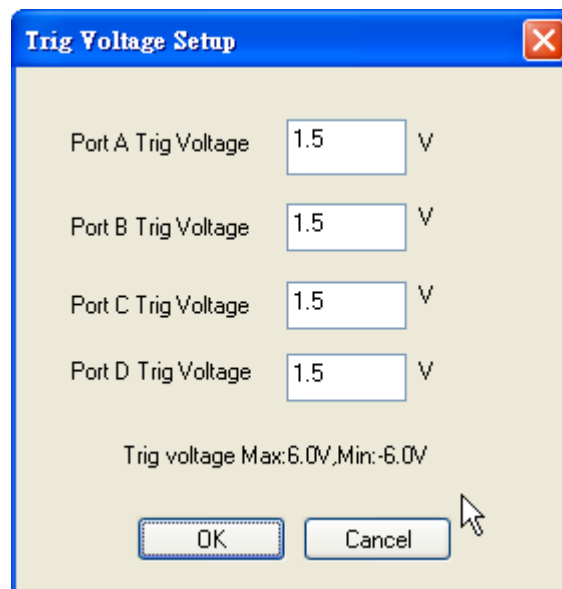 Trig Voltage Setup
Port A Trig Voltage 1.5 V
Port B Trig Voltage 1.5 V
Port C Trig Voltage 1.5 V
Port D Trig Voltage 1.5 V
Trig voltage Max:6.0V,Min:-6.0V
OK Cancel